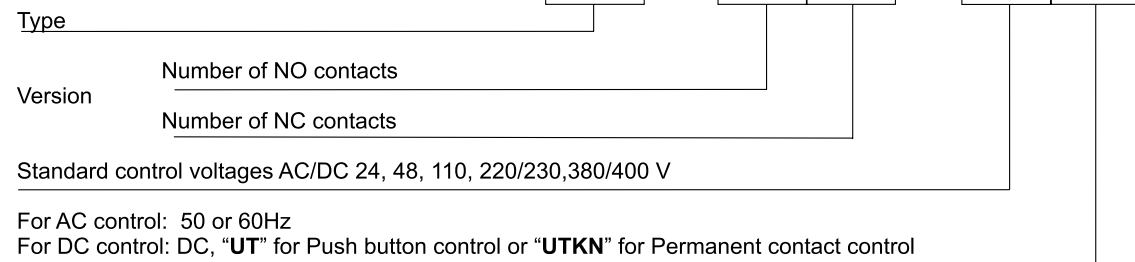 Type
Number of NO contacts
Version
Number of NC contacts
Standard control voltages AC/DC 24, 48, 110, 220/230,380/400 V
For AC control: 50 or 60Hz
For DC control: DC, “UT” for Push button control or “UTKN” for Permanent contact control